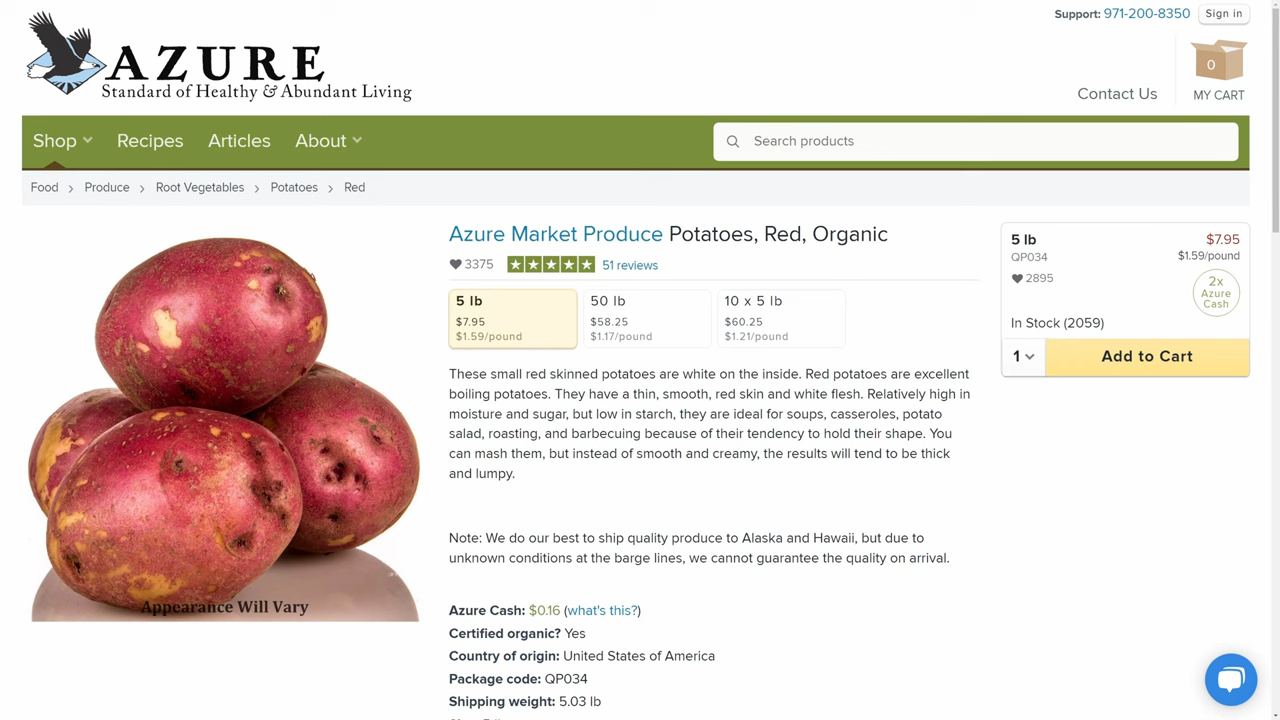 Support: 971-200-8350 Sign in
AZURE
Standard of Healthy & Abundant Living
Contact Us
0
MY CART
Shop Recipes Articles About
Search products
Food > Produce > Root Vegetables > Potatoes > Red
Azure Market Produce Potatoes, Red, Organic
3375 51 reviews
5 lb
$7.95
$1.59/pound
50 lb
$58.25
$1.17/pound
10 x 5 lb
$60.25
$1.21/pound
These small red skinned potatoes are white on the inside. Red potatoes are excellent
boiling potatoes. They have a thin, smooth, red skin and white flesh. Relatively high in
moisture and sugar, but low in starch, they are ideal for soups, casseroles, potato
salad, roasting, and barbecuing because of their tendency to hold their shape. You
can mash them, but instead of smooth and creamy, the results will tend to be thick
and lumpy.
Note: We do our best to ship quality produce to Alaska and Hawaii, but due to
unknown conditions at the barge lines, we cannot guarantee the quality on arrival.
Azure Cash: $0.16 (what's this?)
Certified organic? Yes
Country of origin: United States of America
Package code: QP034
Shipping weight: 5.03 lb
5 lb $7.95
QP034 $1.59/pound
2895
2x
Azure
Cash
In Stock (2059)
1 Add to Cart
Appearance Will Vary